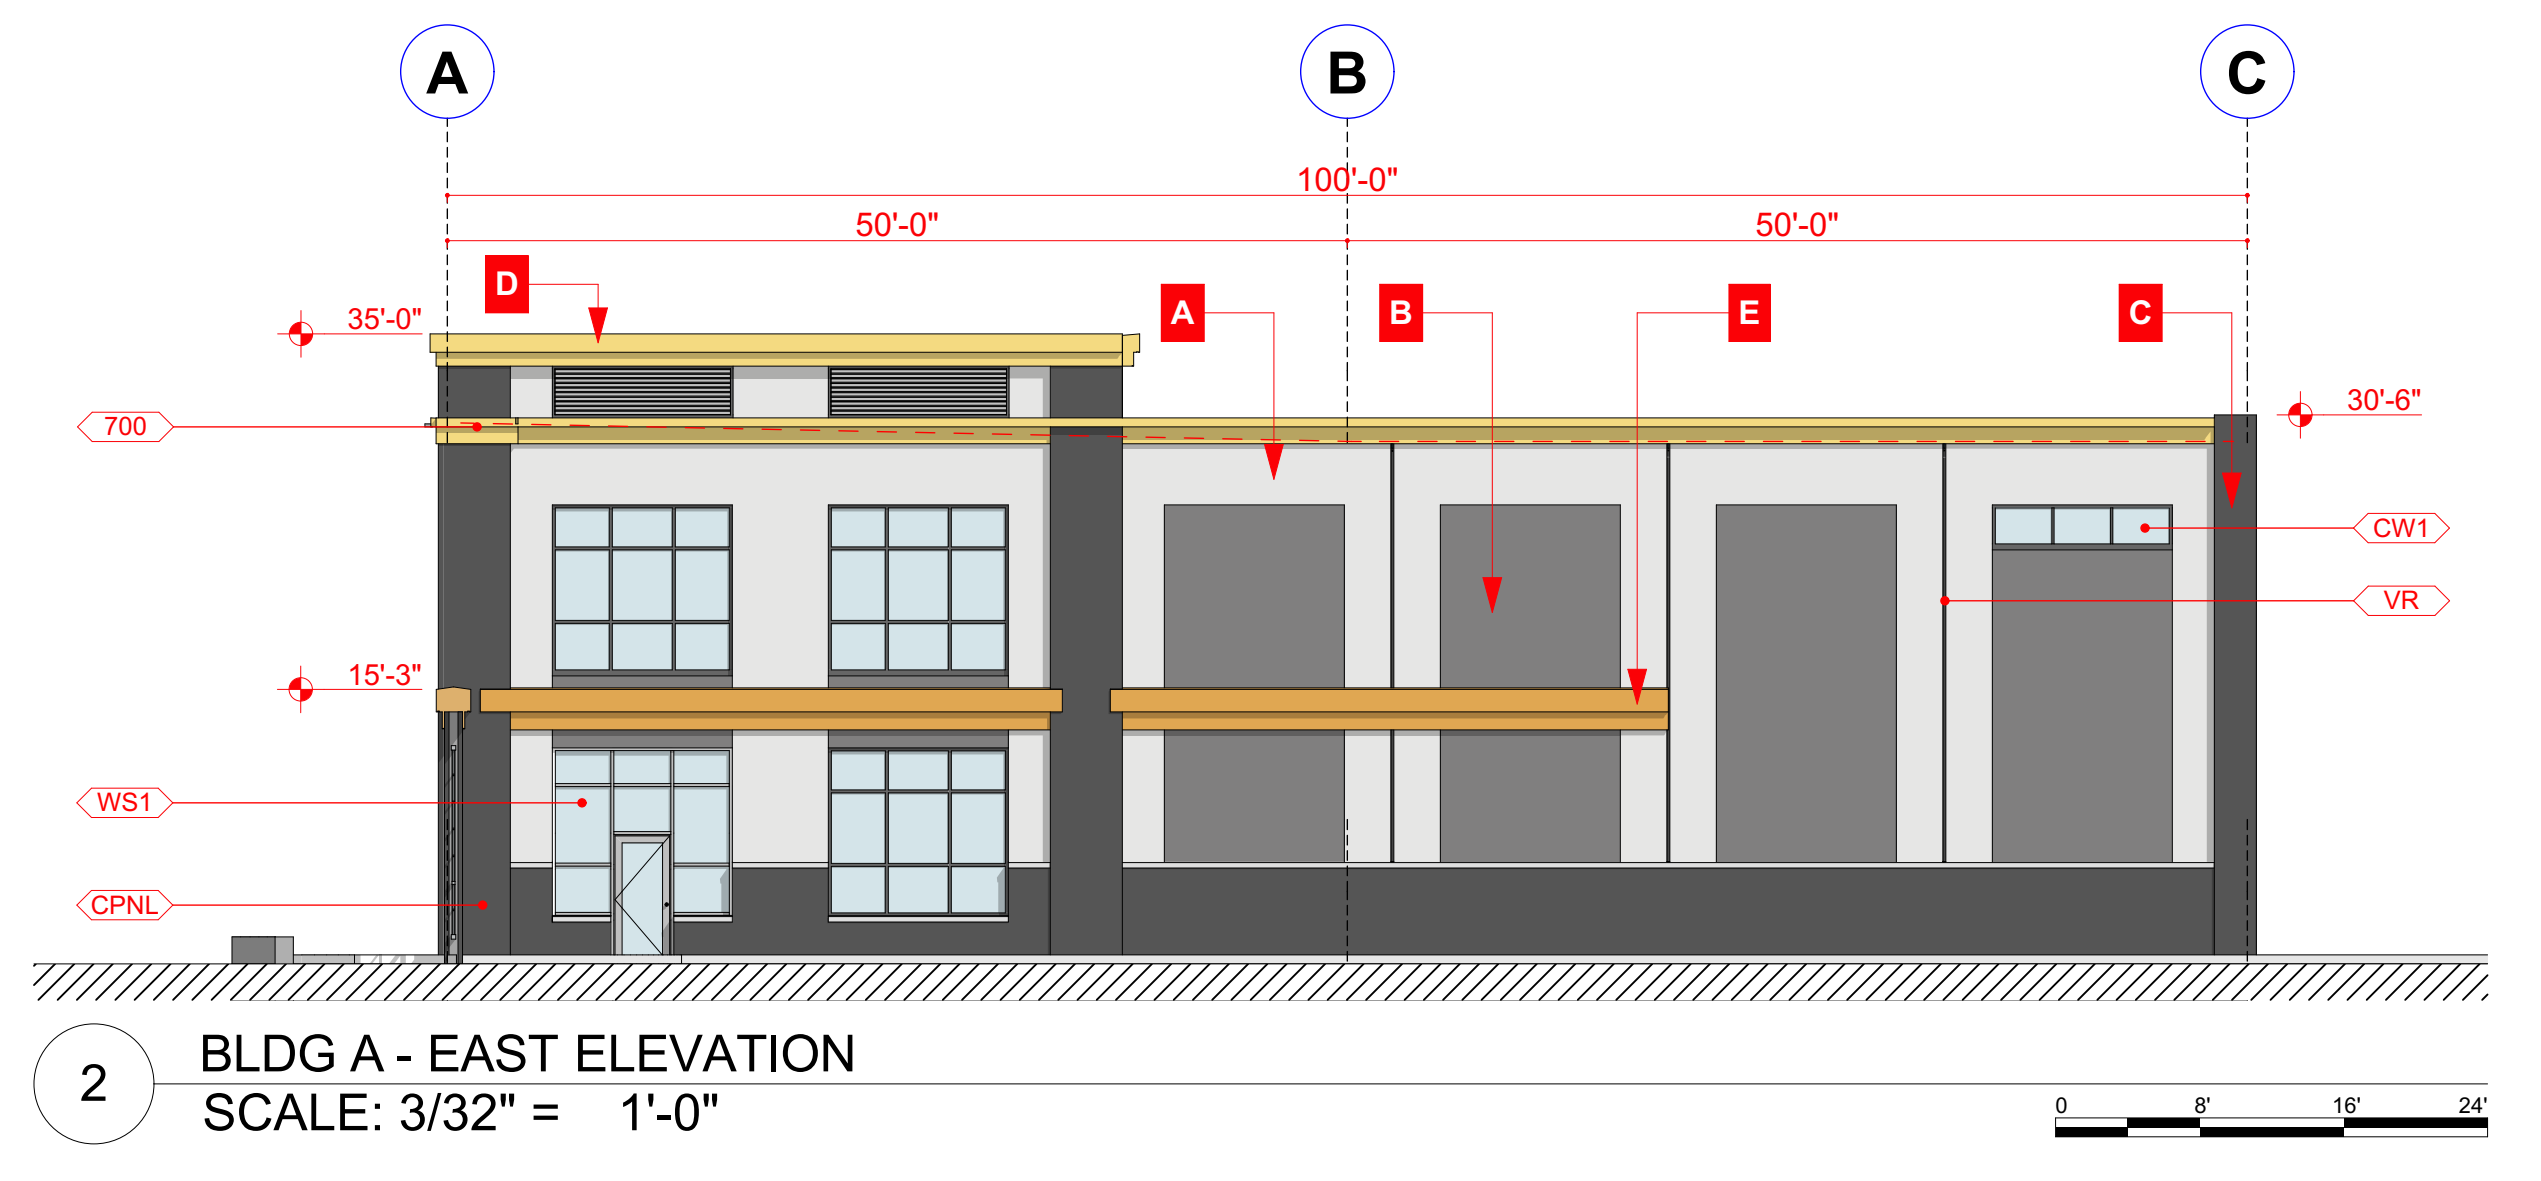 A
B
C
100'-0"
50'-0"
50'-0"
D
A
B
E
C
35'-0"
30'-6"
700
CW1
VR
15'-3"
WS1
CPNL
2
BLDG A - EAST ELEVATION
SCALE: 3/32" = 1'-0"
0 8' 16' 24'